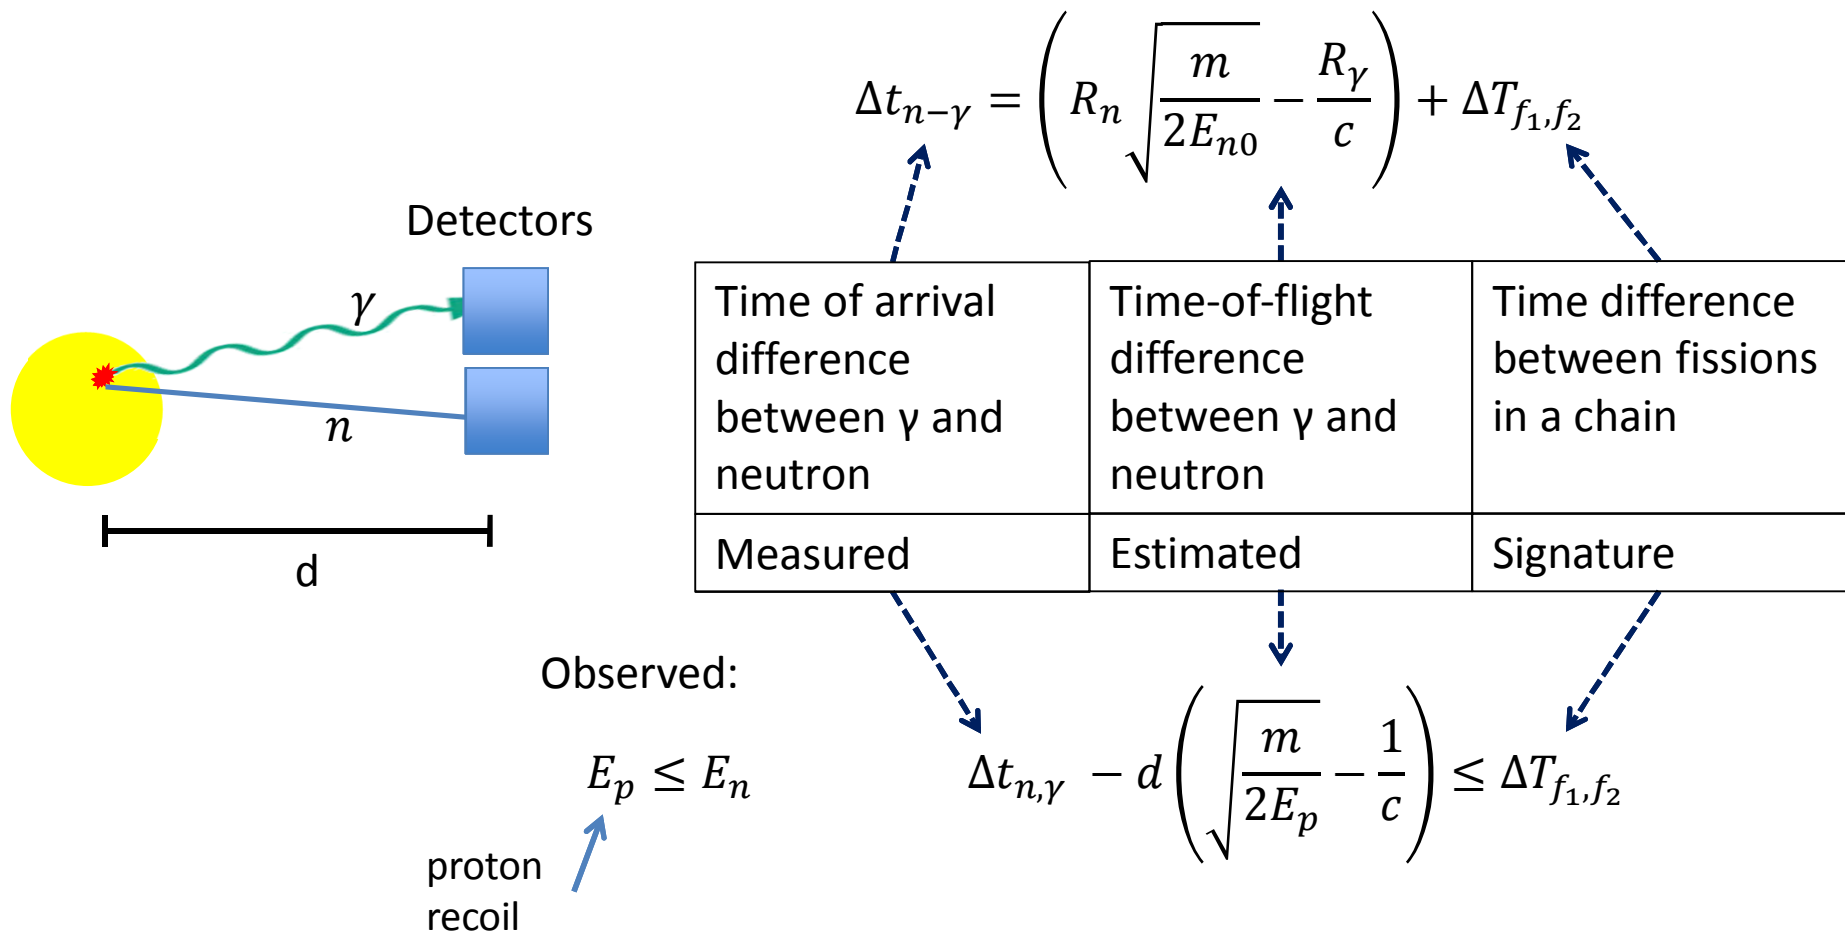 Δt_{n−γ} = ( R_n √(m / 2E_{n0}) − R_γ / c ) + ΔT_{f₁,f₂}
Detectors
γ
n
d
Time of arrival
difference
between γ and
neutron
Time-of-flight
difference
between γ and
neutron
Time difference
between fissions
in a chain
Measured
Estimated
Signature
Observed:
E_p ≤ E_n
Δt_{n,γ} − d ( √(m / 2E_p) − 1 / c ) ≤ ΔT_{f₁,f₂}
proton
recoil